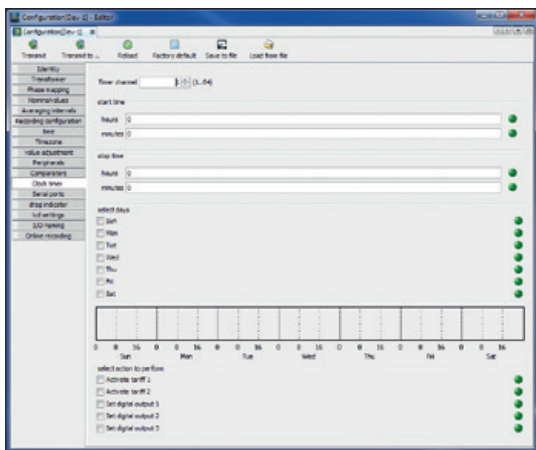 Configuration[Dev-1] - Editor
Configuration[Dev-1]
Transmit Transmit to ... Reload Factory default Save to file Load from file
Identity
Transformer
Phase mapping
Nominal values
Averaging intervals
Recording configuration
time
Timezone
value adjustment
Peripherals
Comparators
Clock timer
Serial ports
drag indicator
lcd settings
I/O naming
Online recording
Timer channel 1 (1..64)
start time
hours 0
minutes 0
stop time
hours 0
minutes 0
select days
Sun
Mon
Tue
Wed
Thu
Fri
Sat
0 8 16 0 8 16 0 8 16 0 8 16 0 8 16 0 8 16 0 8 16
Sun Mon Tue Wed Thu Fri Sat
select action to perform
Activate tariff 1
Activate tariff 2
Set digital output 1
Set digital output 2
Set digital output 3